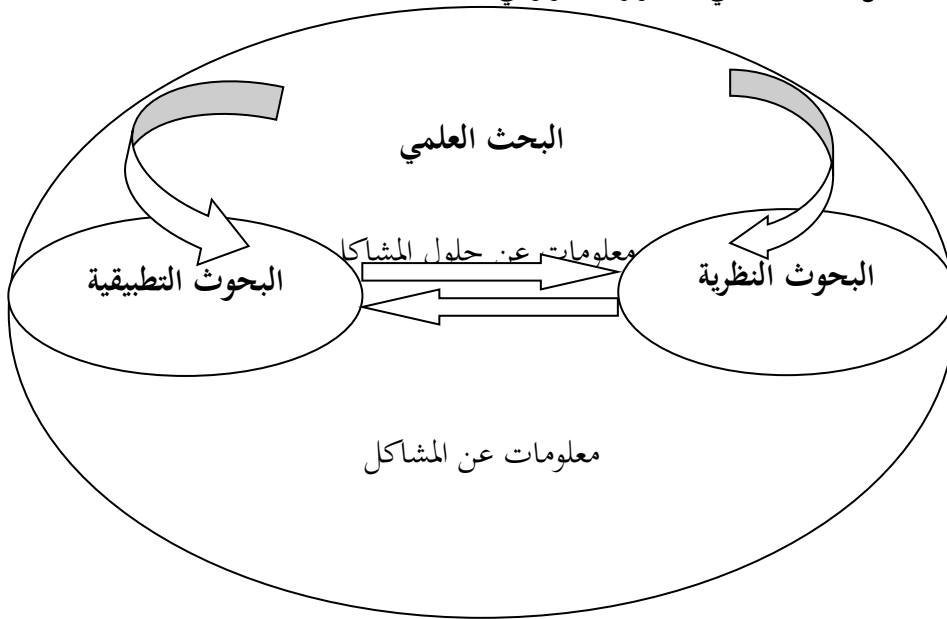 البحث العلمي
معلومات عن حلول المشاكل
البحوث النظرية
البحوث التطبيقية
معلومات عن المشاكل